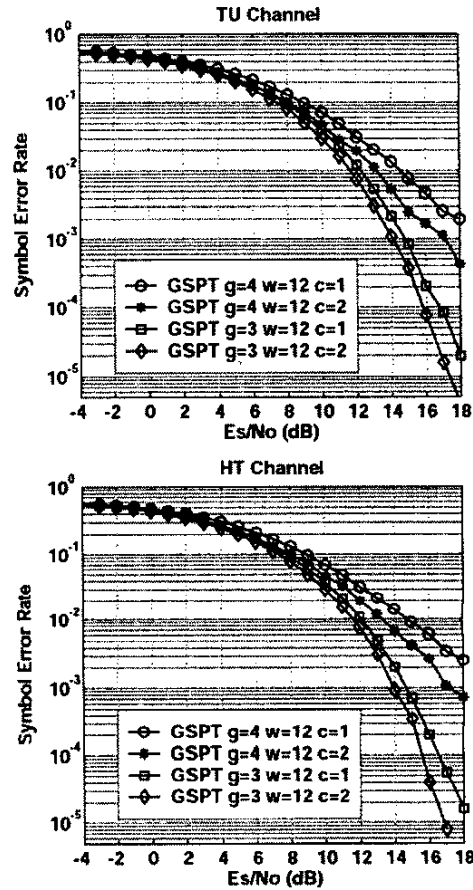 TU Channel
10^0
10^-1
10^-2
10^-3
10^-4
10^-5
Symbol Error Rate
GSPT g=4 w=12 c=1
GSPT g=4 w=12 c=2
GSPT g=3 w=12 c=1
GSPT g=3 w=12 c=2
-4 -2 0 2 4 6 8 10 12 14 16 18
Es/No (dB)
HT Channel
10^0
10^-1
10^-2
10^-3
10^-4
10^-5
Symbol Error Rate
GSPT g=4 w=12 c=1
GSPT g=4 w=12 c=2
GSPT g=3 w=12 c=1
GSPT g=3 w=12 c=2
-4 -2 0 2 4 6 8 10 12 14 16 18
Es/No (dB)